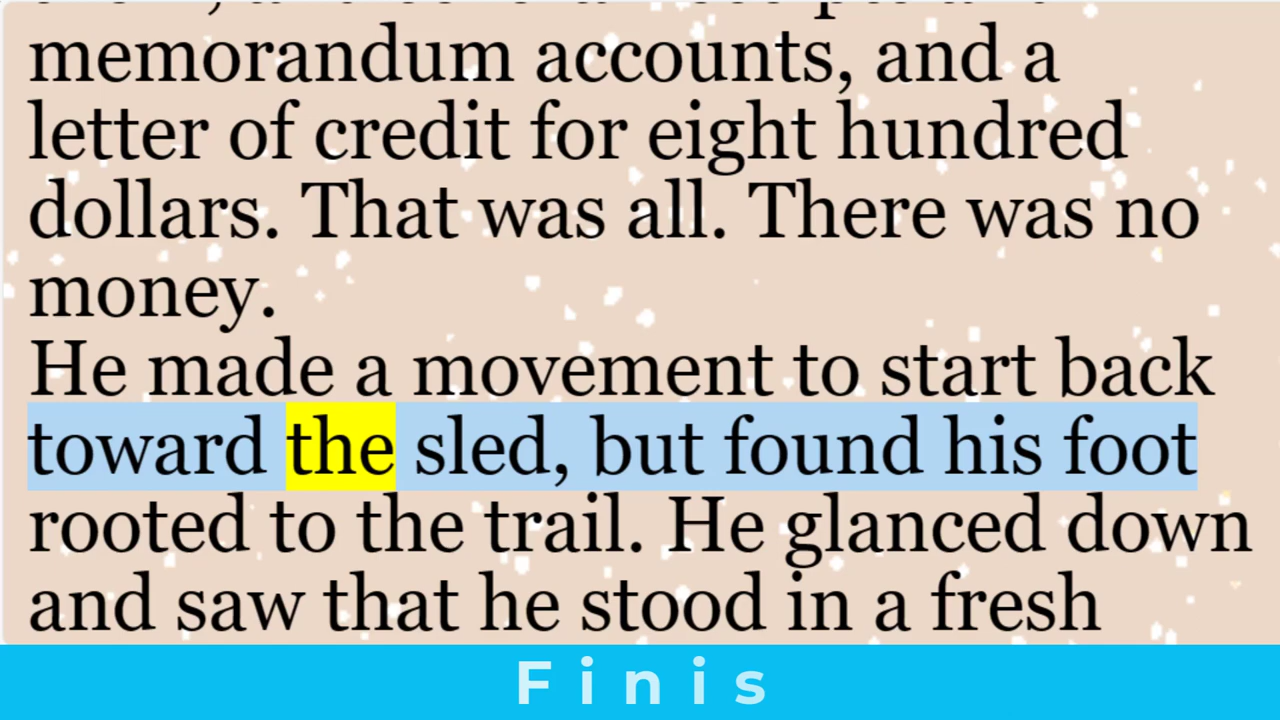 memorandum accounts, and a
letter of credit for eight hundred
dollars. That was all. There was no
money.
He made a movement to start back
toward the sled, but found his foot
rooted to the trail. He glanced down
and saw that he stood in a fresh
Finis